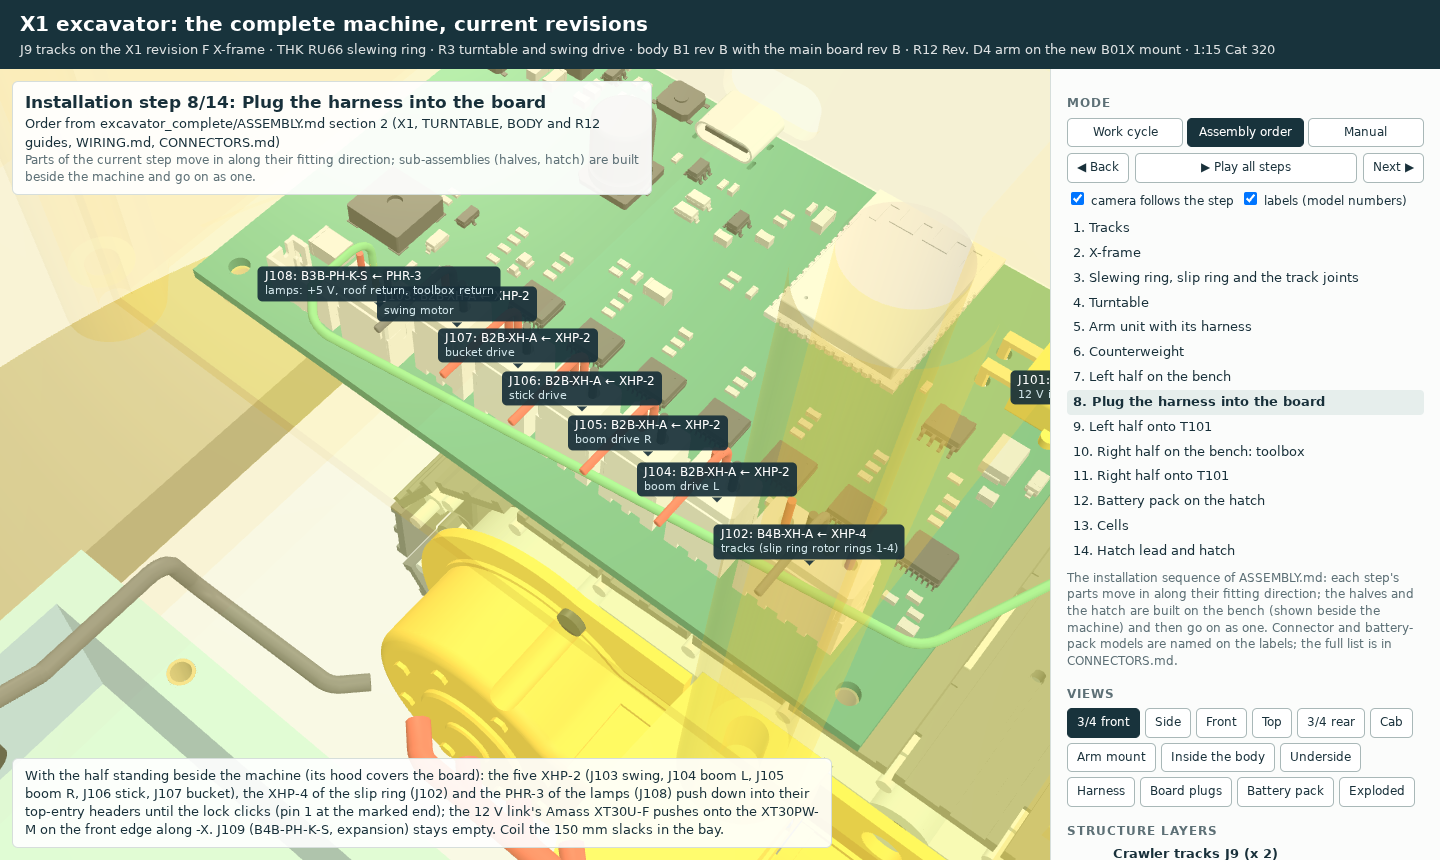 X1 excavator: the complete machine, current revisions
J9 tracks on the X1 revision F X-frame · THK RU66 slewing ring · R3 turntable and swing drive · body B1 rev B with the main board rev B · R12 Rev. D4 arm on the new B01X mount · 1:15 Cat 320
Installation step 8/14: Plug the harness into the board
Order from excavator_complete/ASSEMBLY.md section 2 (X1, TURNTABLE, BODY and R12
guides, WIRING.md, CONNECTORS.md)
Parts of the current step move in along their fitting direction; sub-assemblies (halves, hatch) are built
beside the machine and go on as one.
J108: B3B-PH-K-S ← PHR-3
lamps: +5 V, roof return, toolbox return
XHP-2
swing motor
J107: B2B-XH-A ← XHP-2
bucket drive
J106: B2B-XH-A ← XHP-2
stick drive
J105: B2B-XH-A ← XHP-2
boom drive R
J104: B2B-XH-A ← XHP-2
boom drive L
J102: B4B-XH-A ← XHP-4
tracks (slip ring rotor rings 1-4)
J101:
12 V
With the half standing beside the machine (its hood covers the board): the five XHP-2 (J103 swing, J104 boom L, J105
boom R, J106 stick, J107 bucket), the XHP-4 of the slip ring (J102) and the PHR-3 of the lamps (J108) push down into their
top-entry headers until the lock clicks (pin 1 at the marked end); the 12 V link's Amass XT30U-F pushes onto the XT30PW-
M on the front edge along -X. J109 (B4B-PH-K-S, expansion) stays empty. Coil the 150 mm slacks in the bay.
MODE
Work cycle
Assembly order
Manual
◀ Back
▶ Play all steps
Next ▶
camera follows the step
labels (model numbers)
1. Tracks
2. X-frame
3. Slewing ring, slip ring and the track joints
4. Turntable
5. Arm unit with its harness
6. Counterweight
7. Left half on the bench
8. Plug the harness into the board
9. Left half onto T101
10. Right half on the bench: toolbox
11. Right half onto T101
12. Battery pack on the hatch
13. Cells
14. Hatch lead and hatch
The installation sequence of ASSEMBLY.md: each step's
parts move in along their fitting direction; the halves and
the hatch are built on the bench (shown beside the
machine) and then go on as one. Connector and battery-
pack models are named on the labels; the full list is in
CONNECTORS.md.
VIEWS
3/4 front
Side
Front
Top
3/4 rear
Cab
Arm mount
Inside the body
Underside
Harness
Board plugs
Battery pack
Exploded
STRUCTURE LAYERS
Crawler tracks J9 (x 2)